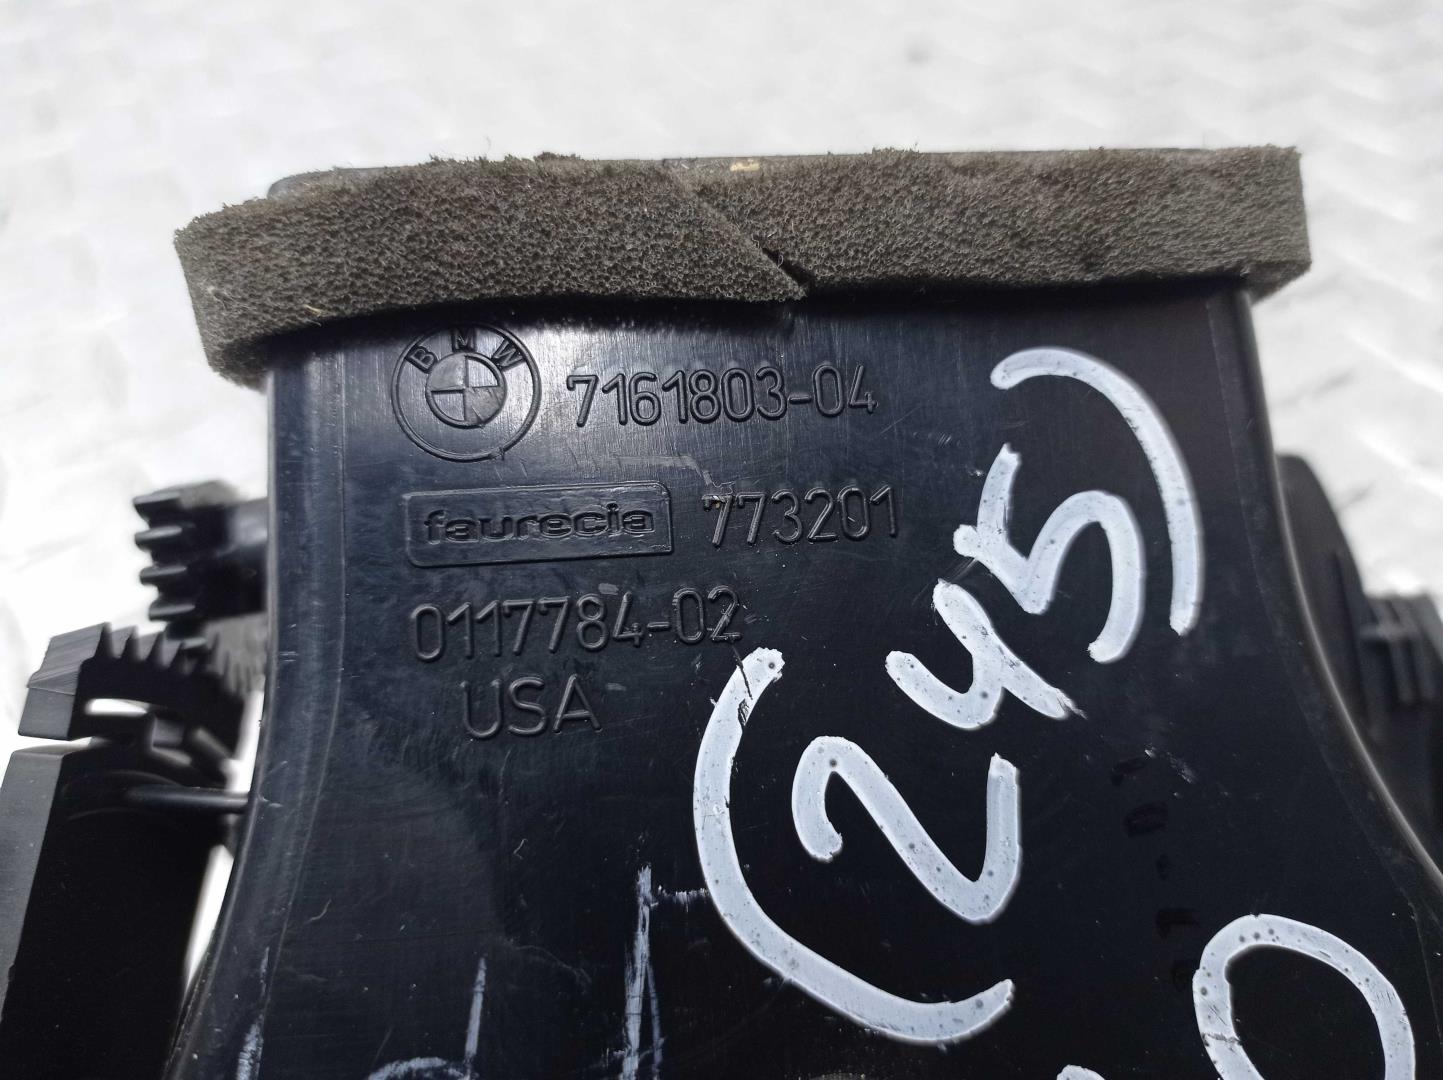 BMW 7161803-04
faurecia 773201
0117784-02
USA
(245)